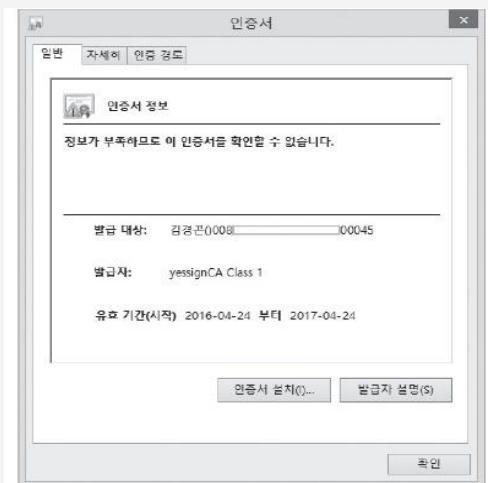 인증서
일반 자세히 인증 경로
인증서 정보
정보가 부족하므로 이 인증서를 확인할 수 없습니다.
발급 대상: 김경곤()008 00045
발급자: yessignCA Class 1
유효 기간(시작) 2016-04-24 부터 2017-04-24
인증서 설치(I)... 발급자 설명(S)
확인